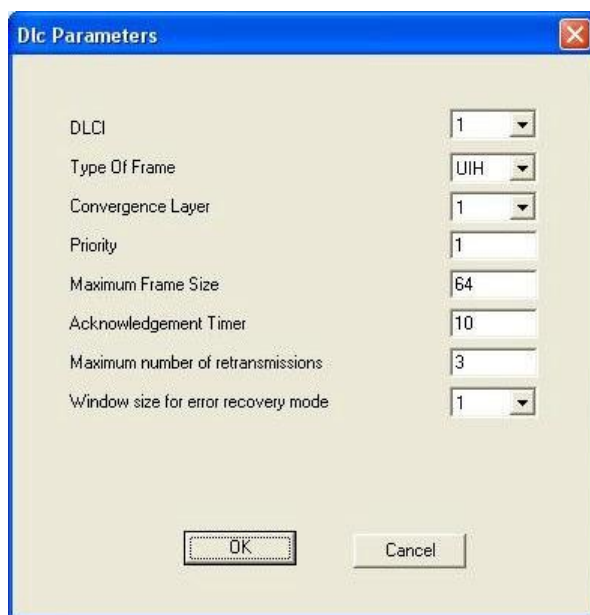 Dlc Parameters
DLCI 1
Type Of Frame UIH
Convergence Layer 1
Priority 1
Maximum Frame Size 64
Acknowledgement Timer 10
Maximum number of retransmissions 3
Window size for error recovery mode 1
OK Cancel